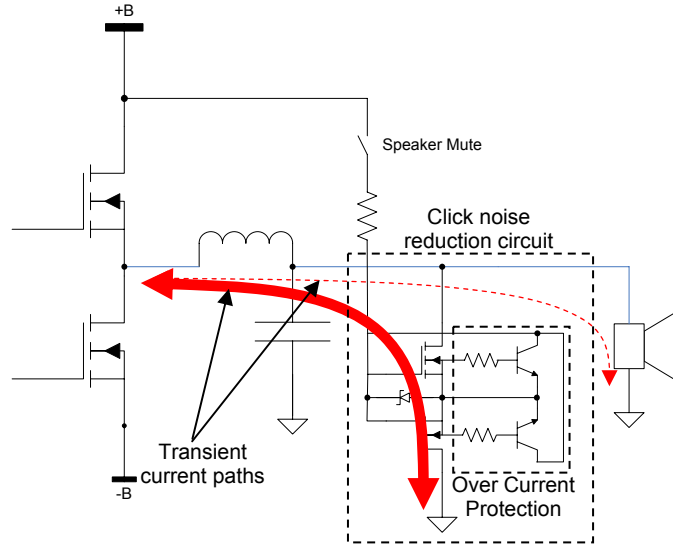 +B
Speaker Mute
Click noise
reduction circuit
Transient
current paths
Over Current
Protection
-B